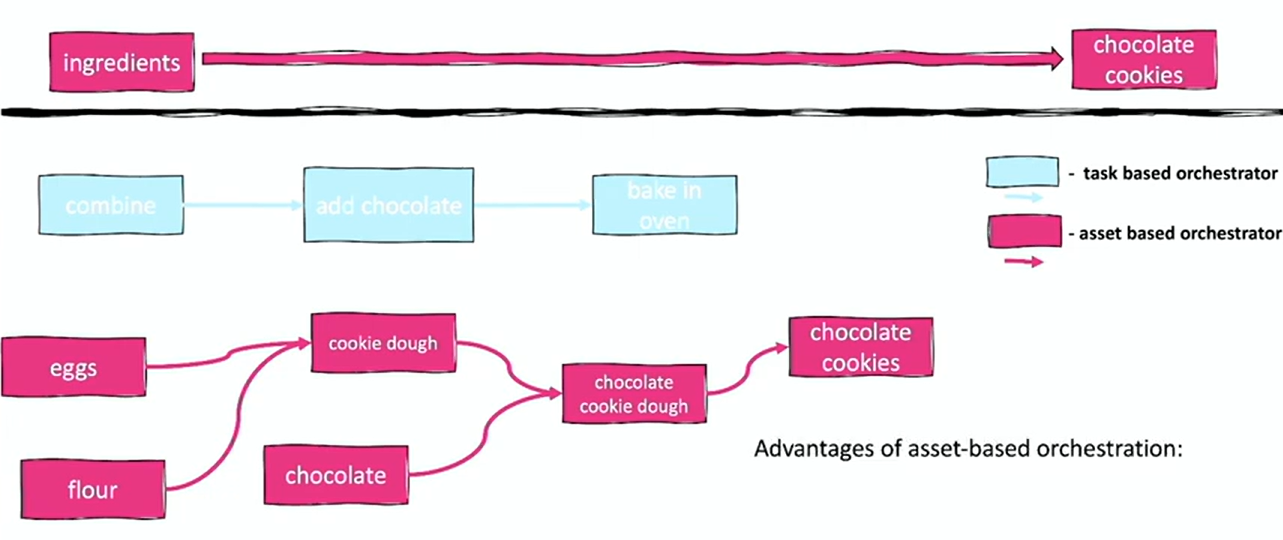 ingredients
chocolate
cookies
combine
add chocolate
bake in
oven
- task based orchestrator
- asset based orchestrator
eggs
flour
cookie dough
chocolate
chocolate
cookie dough
chocolate
cookies
Advantages of asset-based orchestration: